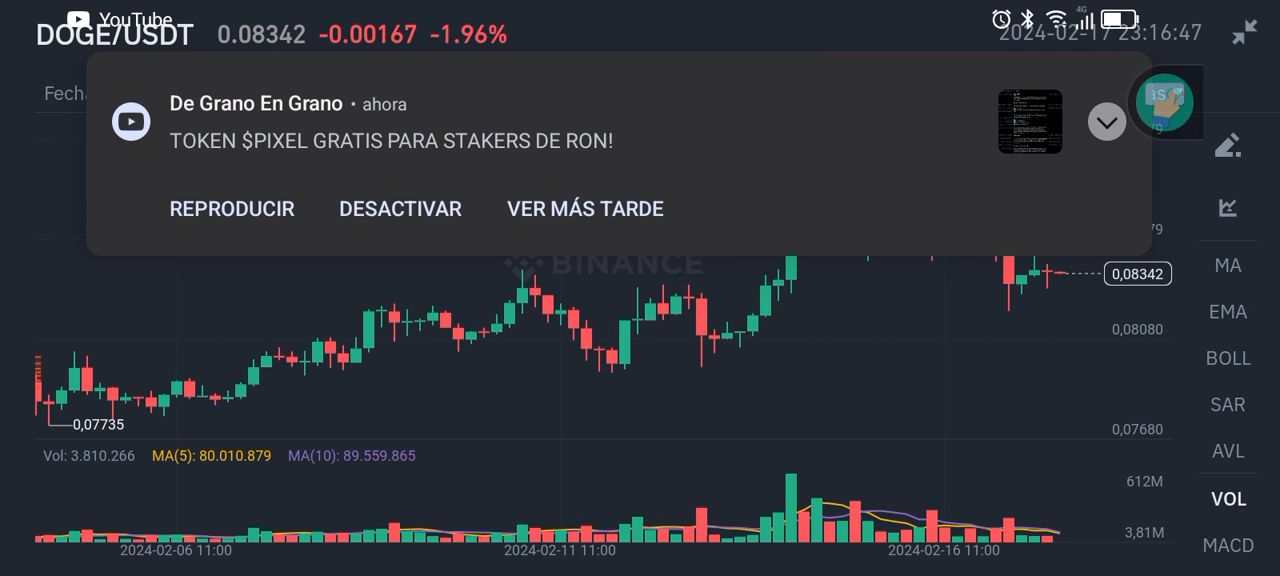 YouTube
4G
DOGE/USDT 0.08342 -0.00167 -1.96% 2024-02-17 23:16:47
De Grano En Grano • ahora
TOKEN $PIXEL GRATIS PARA STAKERS DE RON!
REPRODUCIR DESACTIVAR VER MÁS TARDE
Fecha
79
79
BINANCE
0,08342
0,08080
0,07735
0,07680
MA
EMA
BOLL
SAR
AVL
VOL
MACD
Vol: 3.810.266 MA(5): 80.010.879 MA(10): 89.559.865
612M
3,81M
2024-02-06 11:00 2024-02-11 11:00 2024-02-16 11:00